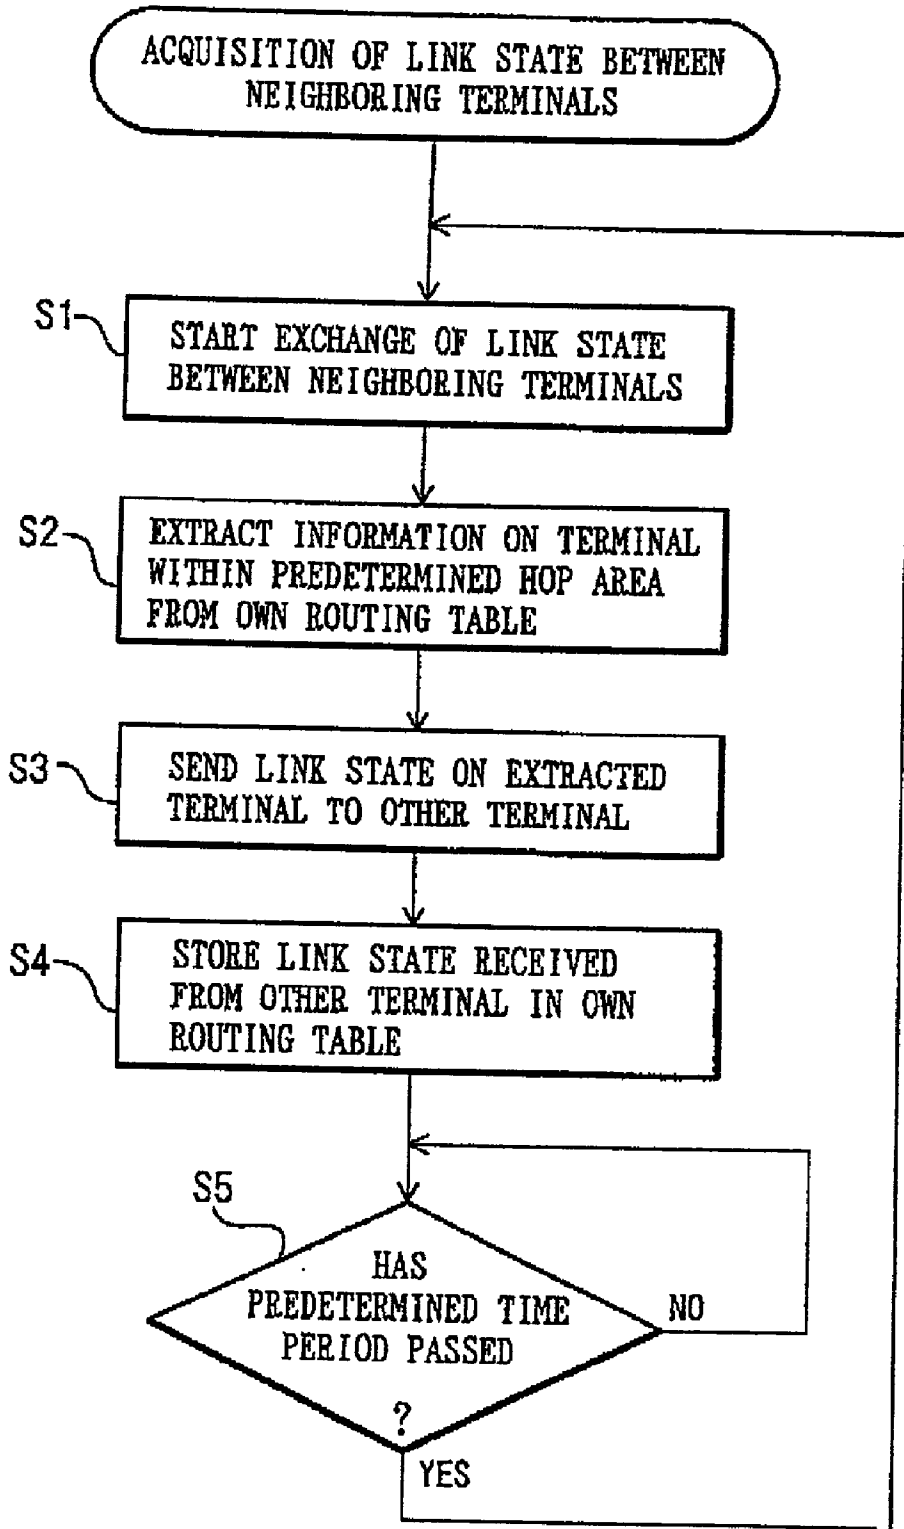 ACQUISITION OF LINK STATE BETWEEN
NEIGHBORING TERMINALS
S1
START EXCHANGE OF LINK STATE
BETWEEN NEIGHBORING TERMINALS
S2
EXTRACT INFORMATION ON TERMINAL
WITHIN PREDETERMINED HOP AREA
FROM OWN ROUTING TABLE
S3
SEND LINK STATE ON EXTRACTED
TERMINAL TO OTHER TERMINAL
S4
STORE LINK STATE RECEIVED
FROM OTHER TERMINAL IN OWN
ROUTING TABLE
S5
HAS
PREDETERMINED TIME
PERIOD PASSED
?
NO
YES